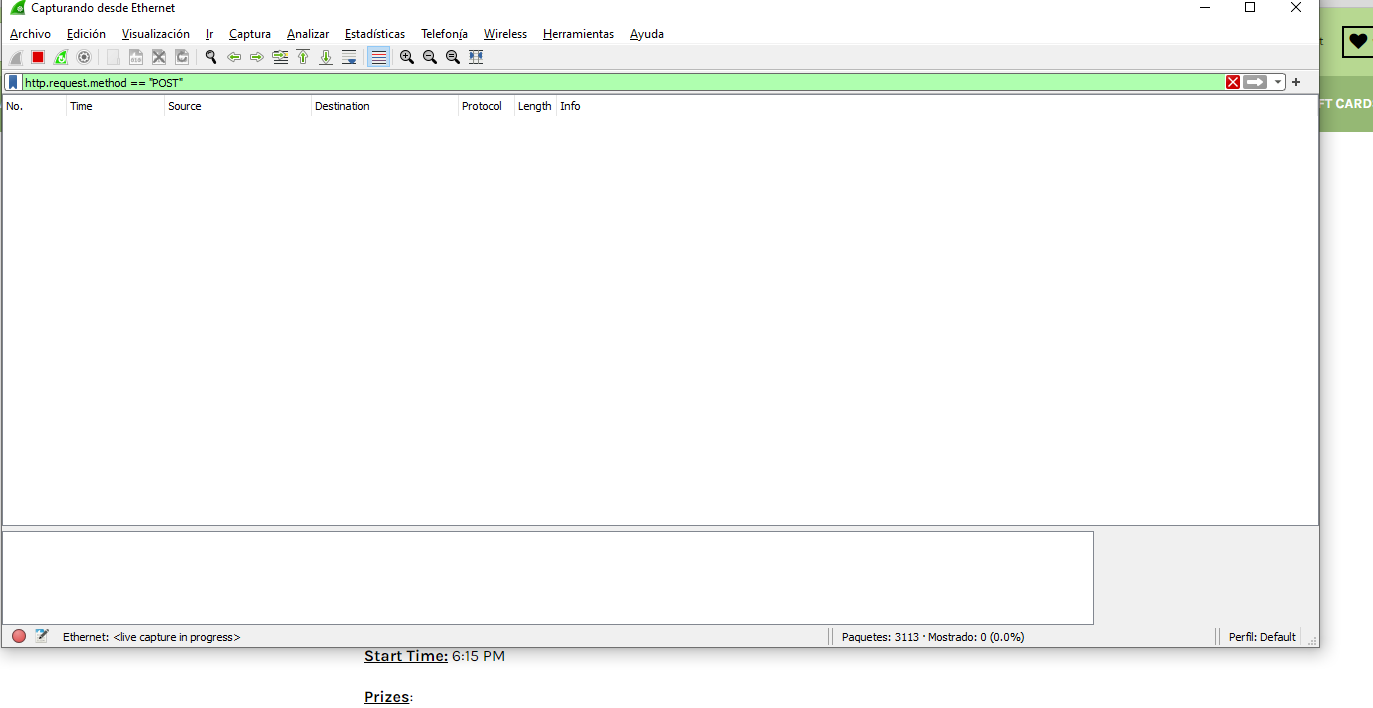 Capturando desde Ethernet
Archivo Edición Visualización Ir Captura Analizar Estadísticas Telefonía Wireless Herramientas Ayuda
http.request.method == "POST"
No. Time Source Destination Protocol Length Info
FT CARD
Ethernet: <live capture in progress> Paquetes: 3113 · Mostrado: 0 (0.0%) Perfil: Default
Start Time: 6:15 PM
Prizes: